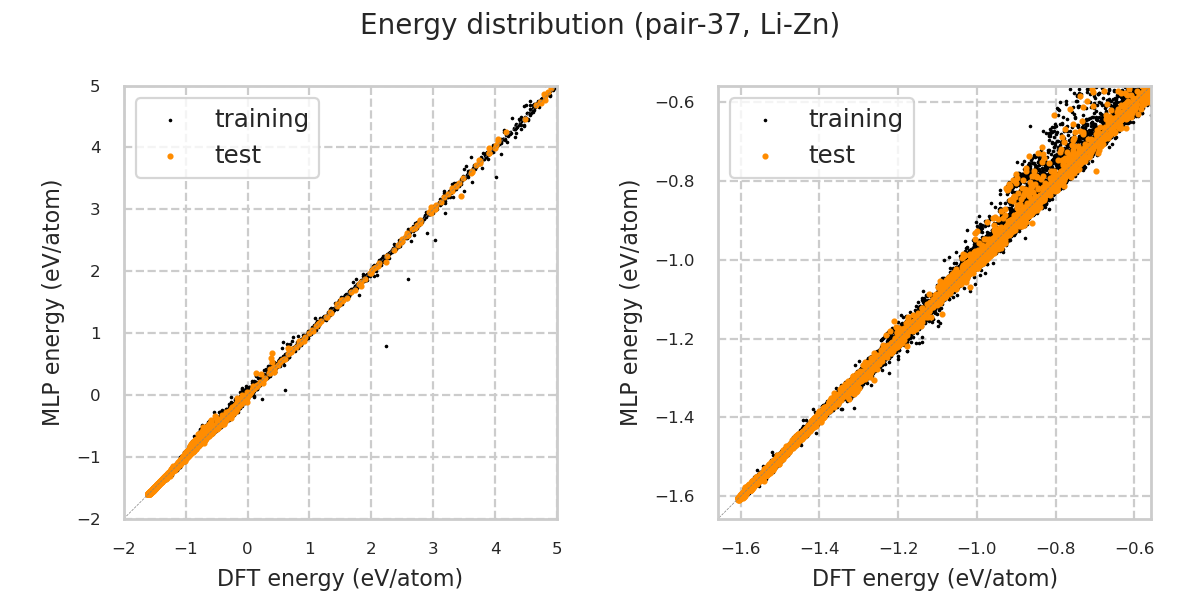 Energy distribution (pair-37, Li-Zn)
MLP energy (eV/atom)
5
4
3
2
1
0
−1
−2
training
test
−2 −1 0 1 2 3 4 5
DFT energy (eV/atom)
MLP energy (eV/atom)
−0.6
−0.8
−1.0
−1.2
−1.4
−1.6
training
test
−1.6 −1.4 −1.2 −1.0 −0.8 −0.6
DFT energy (eV/atom)